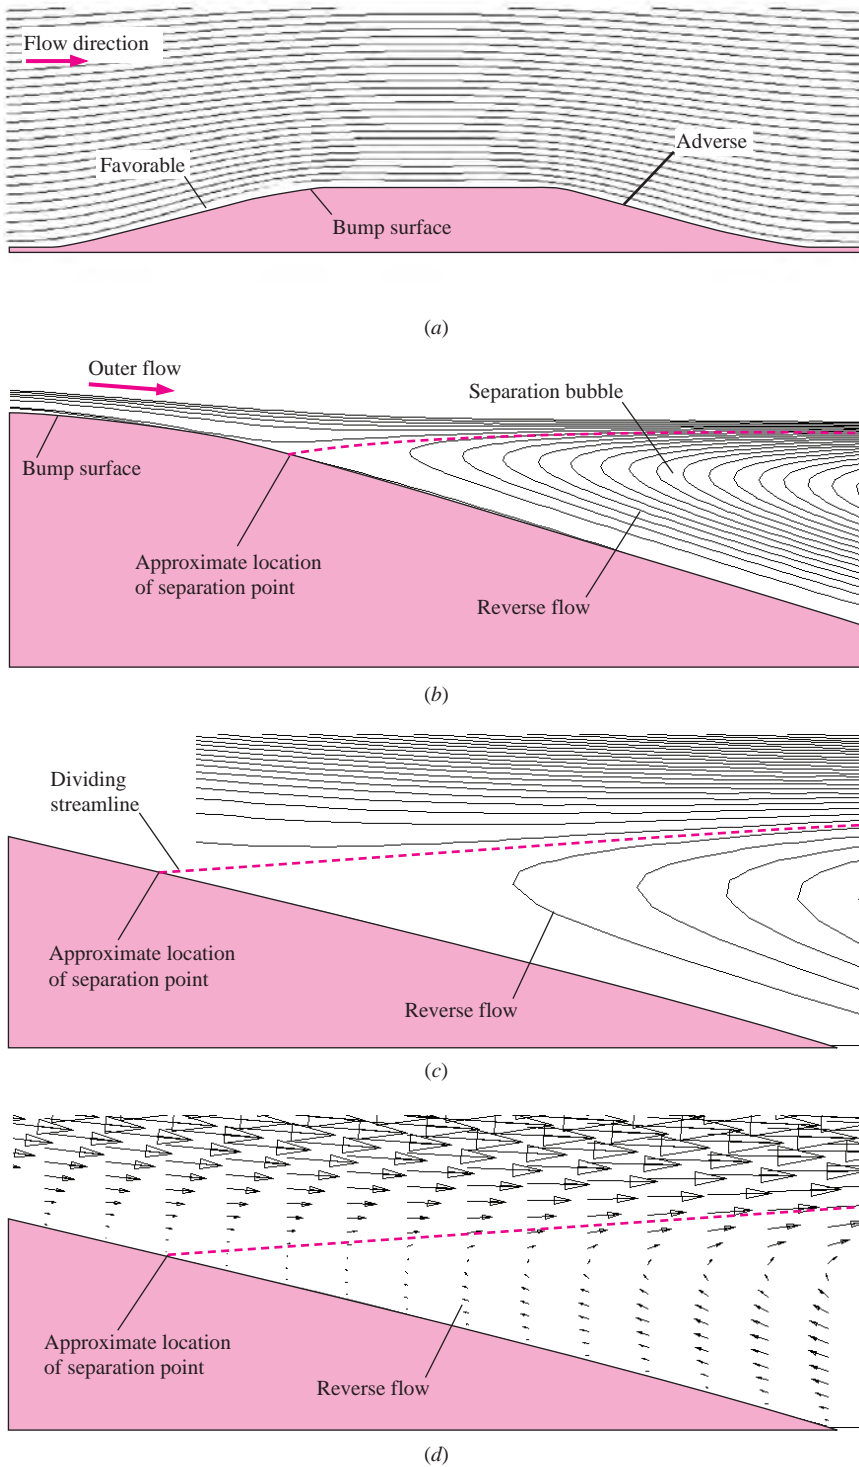 Flow direction
Favorable
Adverse
Bump surface
(a)
Outer flow
Separation bubble
Bump surface
Approximate location
of separation point
Reverse flow
(b)
Dividing
streamline
Approximate location
of separation point
Reverse flow
(c)
Approximate location
of separation point
Reverse flow
(d)